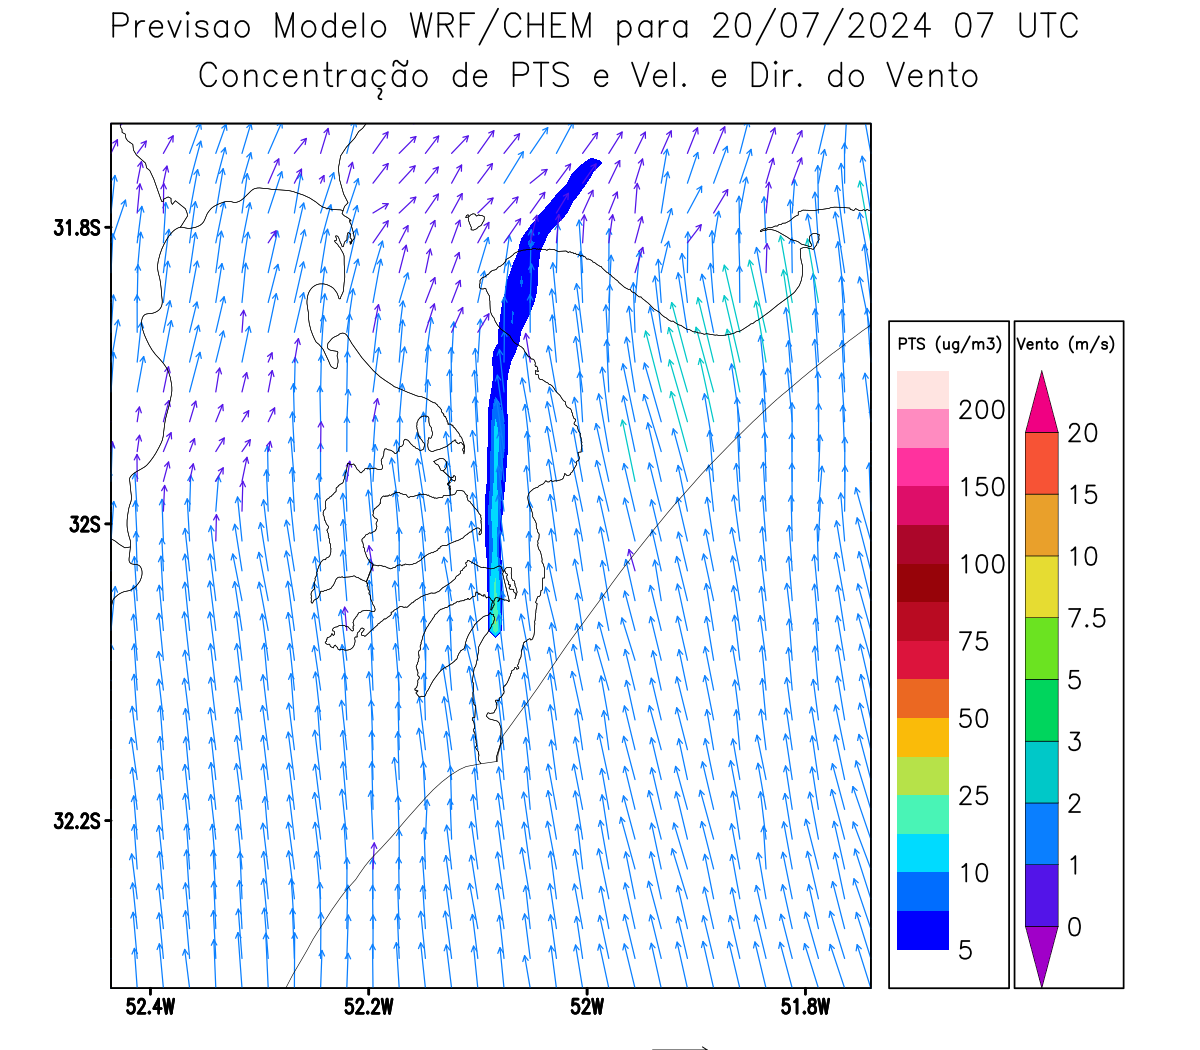 Previsao Modelo WRF/CHEM para 20/07/2024 07 UTC
Concentração de PTS e Vel. e Dir. do Vento
31.8S
32S
32.2S
52.4W 52.2W 52W 51.8W
PTS (ug/m3)
200
150
100
75
50
25
10
5
Vento (m/s)
20
15
10
7.5
5
3
2
1
0